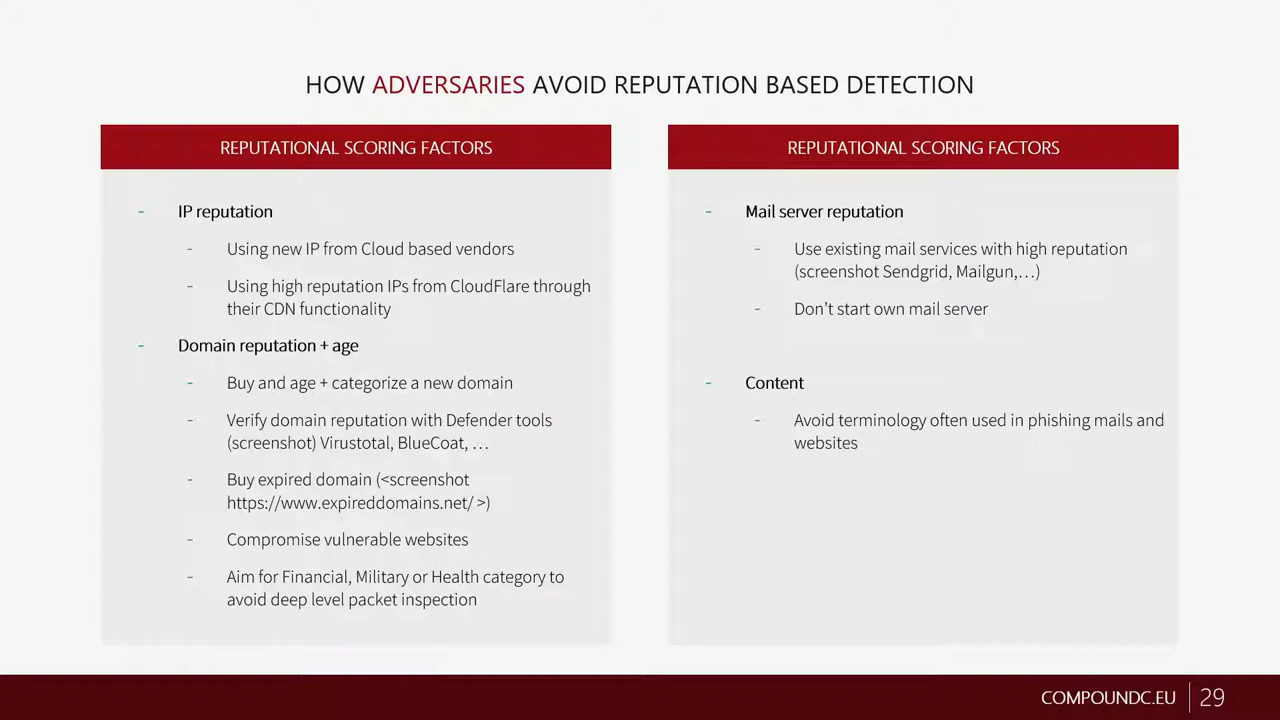 HOW ADVERSARIES AVOID REPUTATION BASED DETECTION
REPUTATIONAL SCORING FACTORS
- IP reputation
- Using new IP from Cloud based vendors
- Using high reputation IPs from CloudFlare through
their CDN functionality
- Domain reputation + age
- Buy and age + categorize a new domain
- Verify domain reputation with Defender tools
(screenshot) Virustotal, BlueCoat, …
- Buy expired domain (<screenshot
https://www.expireddomains.net/ >)
- Compromise vulnerable websites
- Aim for Financial, Military or Health category to
avoid deep level packet inspection
REPUTATIONAL SCORING FACTORS
- Mail server reputation
- Use existing mail services with high reputation
(screenshot Sendgrid, Mailgun,…)
- Don’t start own mail server
- Content
- Avoid terminology often used in phishing mails and
websites
COMPOUNDC.EU 29